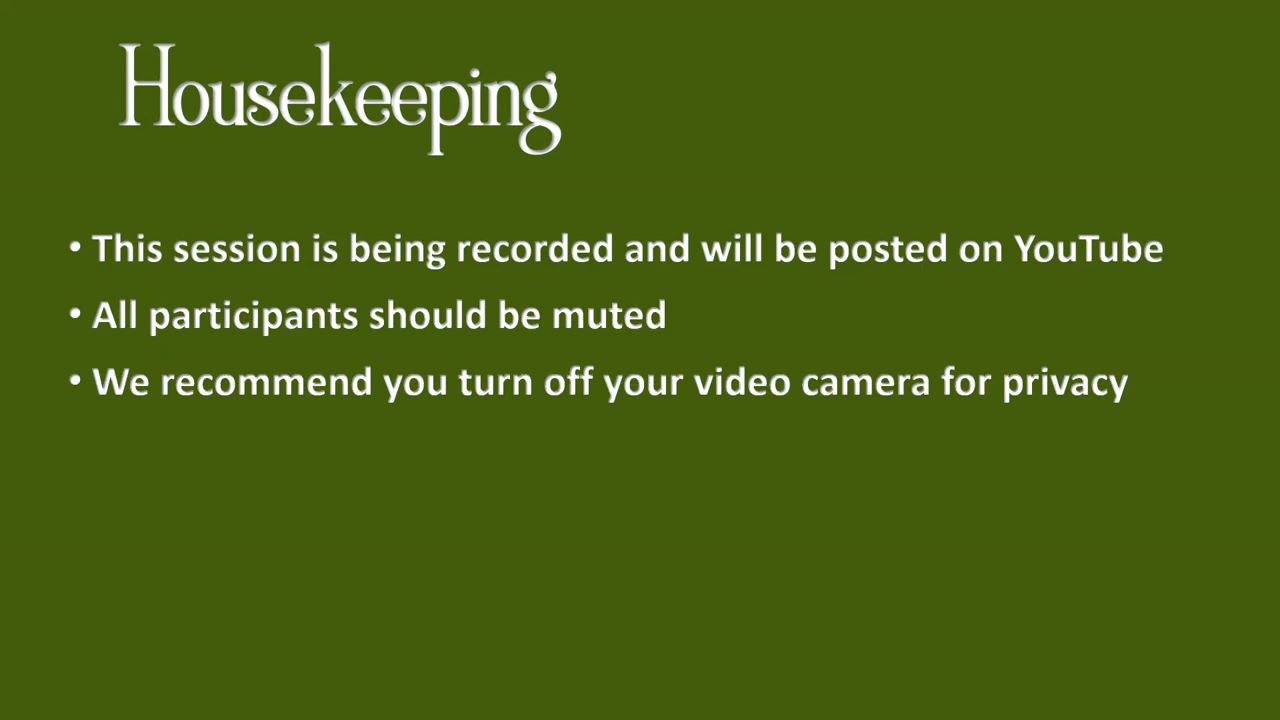 Housekeeping
• This session is being recorded and will be posted on YouTube
• All participants should be muted
• We recommend you turn off your video camera for privacy